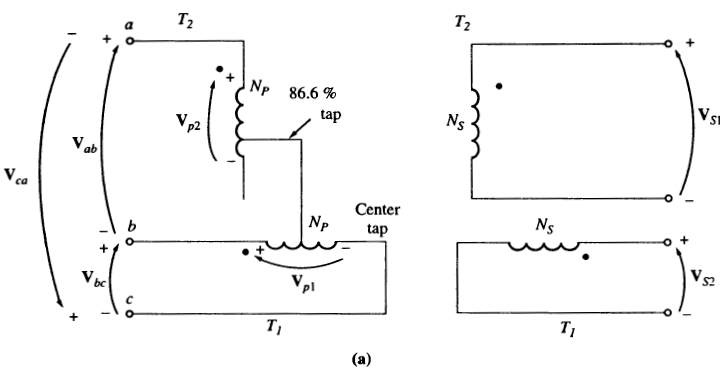 a
T2
+
−
+
NP
86.6 %
tap
Vp2
−
Vab
Vca
−
b
+
NP
Center
tap
+
−
Vp1
Vbc
−
c
+
T1
T2
+
NS
VS1
−
NS
+
VS2
−
T1
(a)